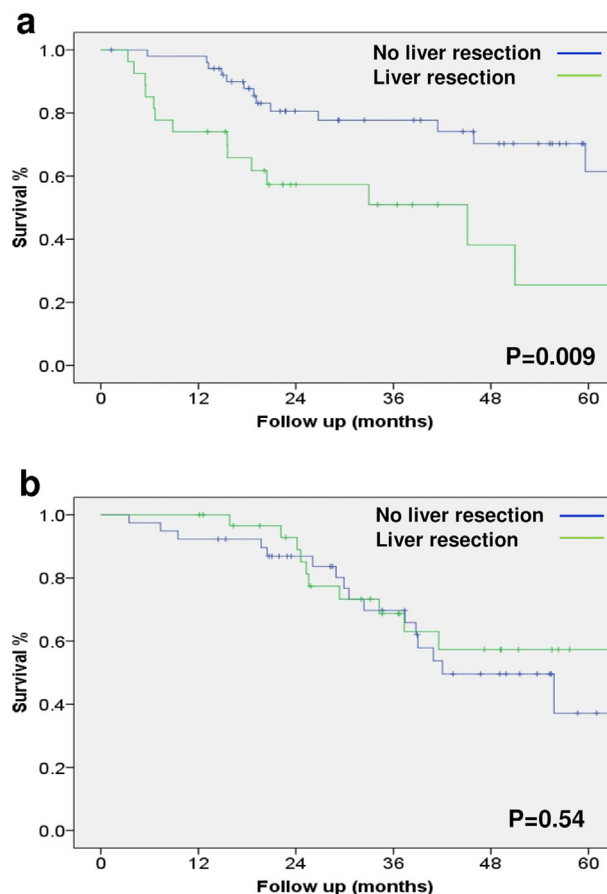 a
No liver resection
Liver resection
1.0
0.8
0.6
0.4
0.2
0.0
Survival %
P=0.009
0 12 24 36 48 60
Follow up (months)
b
No liver resection
Liver resection
1.0
0.8
0.6
0.4
0.2
0.0
Survival %
P=0.54
0 12 24 36 48 60
Follow up (months)